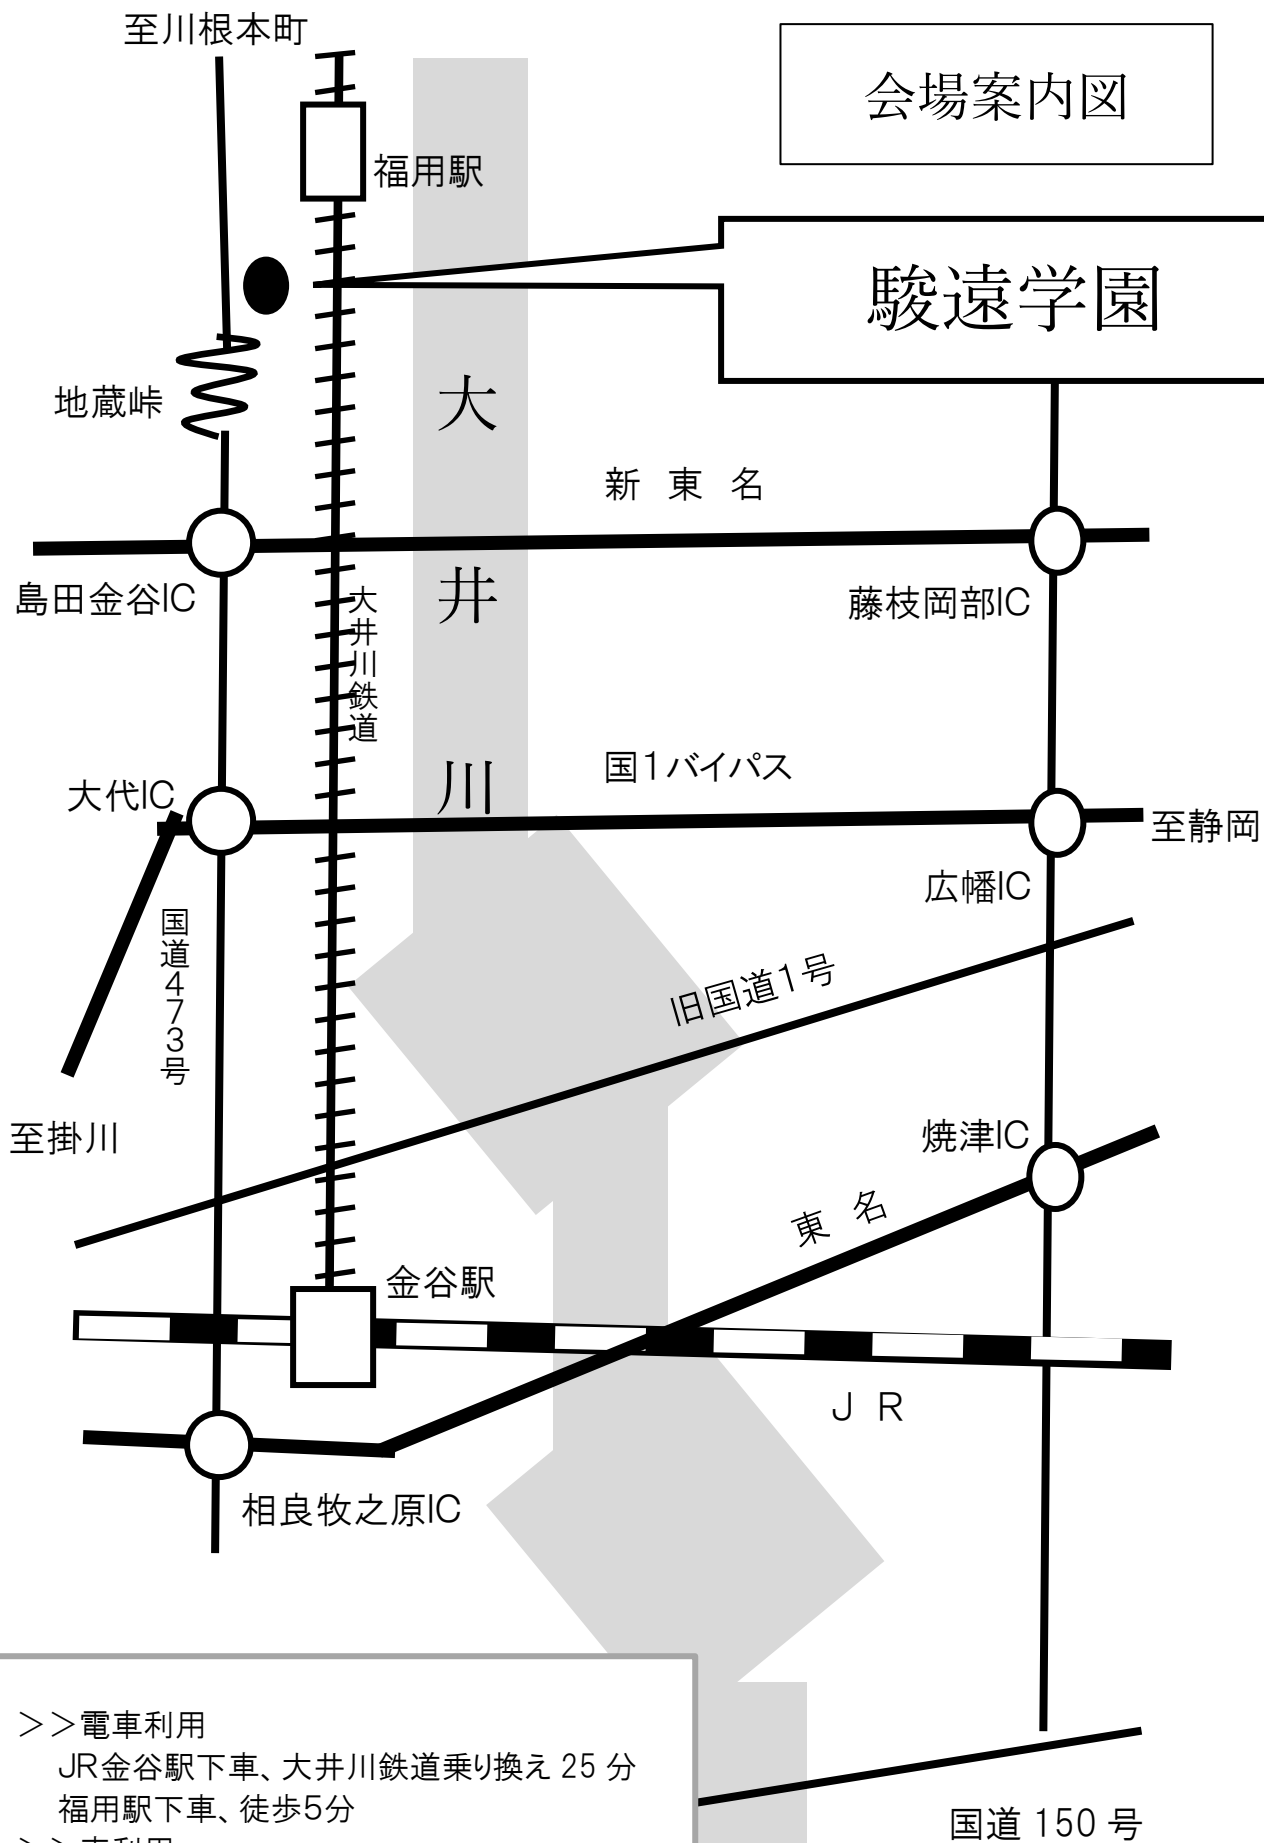 至川根本町
会場案内図
福用駅
駿遠学園
地蔵峠
大井川
新 東 名
島田金谷IC
大井川鉄道
藤枝岡部IC
大代IC
国1バイパス
至静岡
広幡IC
国道473号
旧国道1号
至掛川
焼津IC
東 名
金谷駅
J R
相良牧之原IC
>>電車利用
JR金谷駅下車、大井川鉄道乗り換え 25 分
福用駅下車、徒歩5分
>>車利用
国道 150 号